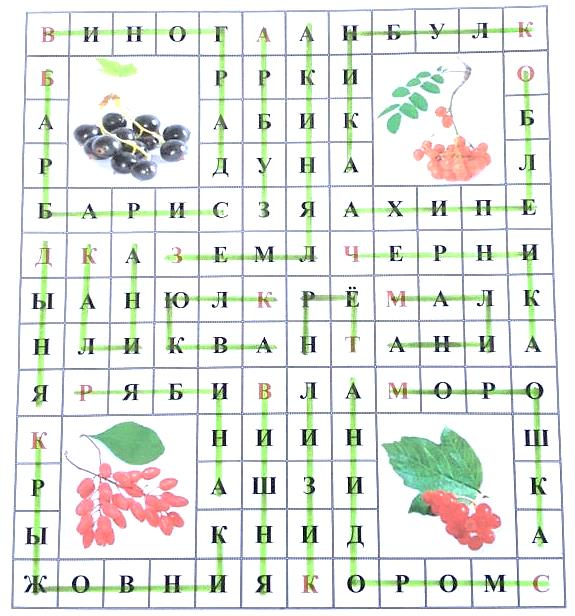 В И Н О Г А А Н Б У Л К
Б Р Р К И О
А А Б И К Б
Р Д У Н А Л
Б А Р И С З Я А Х И П Е
Д К А З Е М Л Ч Е Р Н И
Ы А Н Ю Л К Р Ё М А Л К
Н Л И К В А Н Т А Н И А
Я Р Я Б И В Л А М О Р О
К Н И И Н Ш
Р А Ш З И К
Ы К Н И Д А
Ж О В Н И Я К О Р О М С